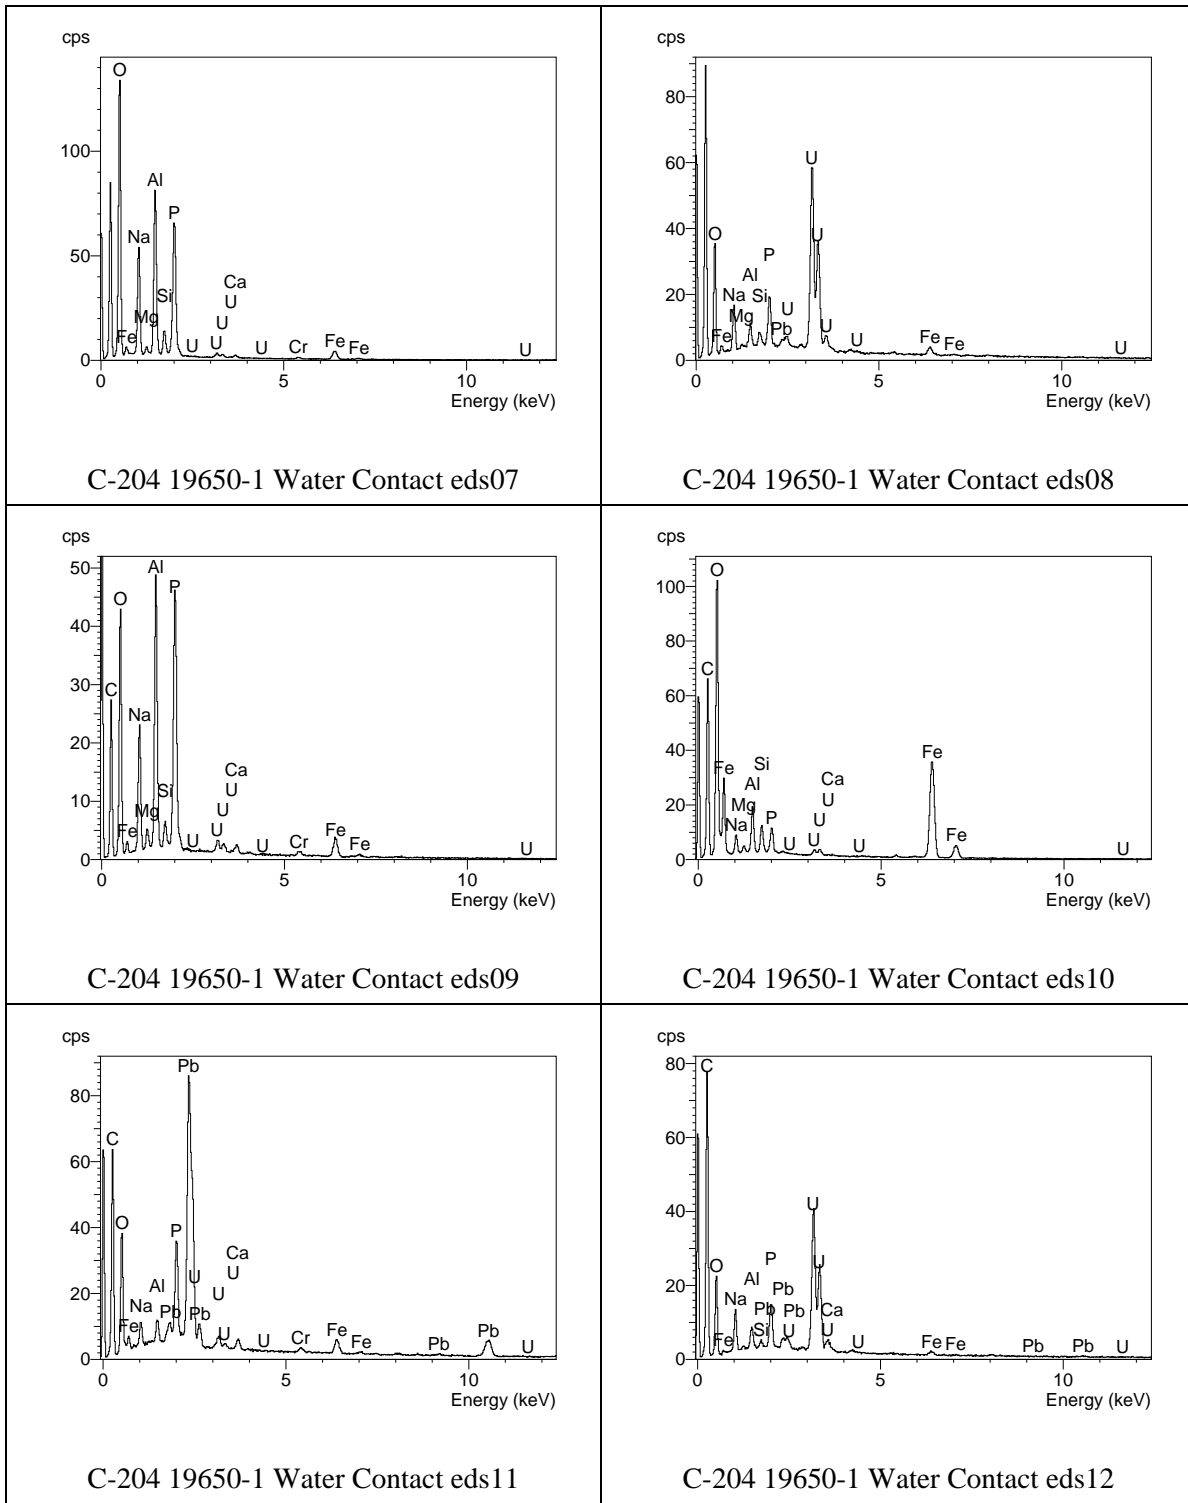 cps
O
100
Al
P
50
Na
Ca
Si
U
Mg
U
Fe
U
U
U
Cr
Fe
Fe
U
0
0
5
10
Energy (keV)
C-204 19650-1 Water Contact eds07
cps
80
U
60
O
40
U
P
Al
20
Na
Si
U
Mg
U
Fe
Pb
U
Fe
Fe
U
0
0
5
10
Energy (keV)
C-204 19650-1 Water Contact eds08
cps
50
Al
P
O
40
30
C
Na
20
Ca
U
Si
10
Mg
U
Fe
U
U
U
Cr
Fe
Fe
U
0
0
5
10
Energy (keV)
C-204 19650-1 Water Contact eds09
cps
O
100
80
C
60
40
Fe
Fe
Si
Ca
Al
20
Mg
U
Na
P
U
U
U
U
Fe
U
0
0
5
10
Energy (keV)
C-204 19650-1 Water Contact eds10
cps
Pb
80
C
60
O
40
P
Ca
U
U
20
Al
U
Na
Fe
Pb
Pb
U
U
Cr
Fe
Fe
Pb
Pb
U
0
0
5
10
Energy (keV)
C-204 19650-1 Water Contact eds11
cps
80
C
60
40
U
P
O
U
Al
Pb
20
Na
Pb
Pb
Ca
Fe
Si
U
U
U
Fe
Fe
Pb
Pb
U
0
0
5
10
Energy (keV)
C-204 19650-1 Water Contact eds12